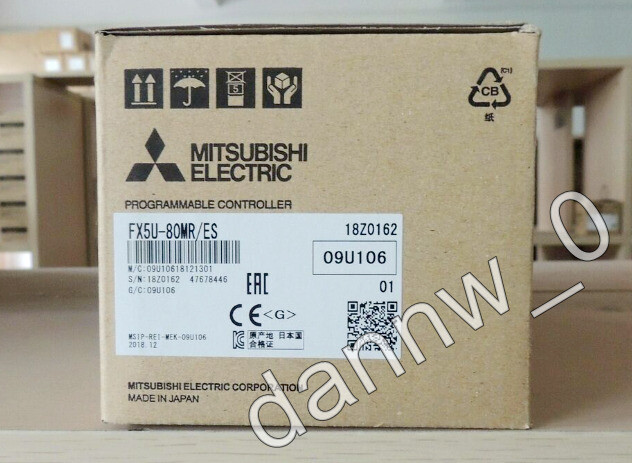 [C1]
5
CB
纸
MITSUBISHI
ELECTRIC
PROGRAMMABLE CONTROLLER
FX5U-80MR/ES
18Z0162
M/C:09U10618121301
09U106
S/N:18Z0162 47678446
G/C:09U106
EAC
01
CE <G>
MSIP-REI-MEK-09U106
原产地 日本国
2018.12
合格证
MITSUBISHI ELECTRIC CORPORATION
MADE IN JAPAN
dannw_0